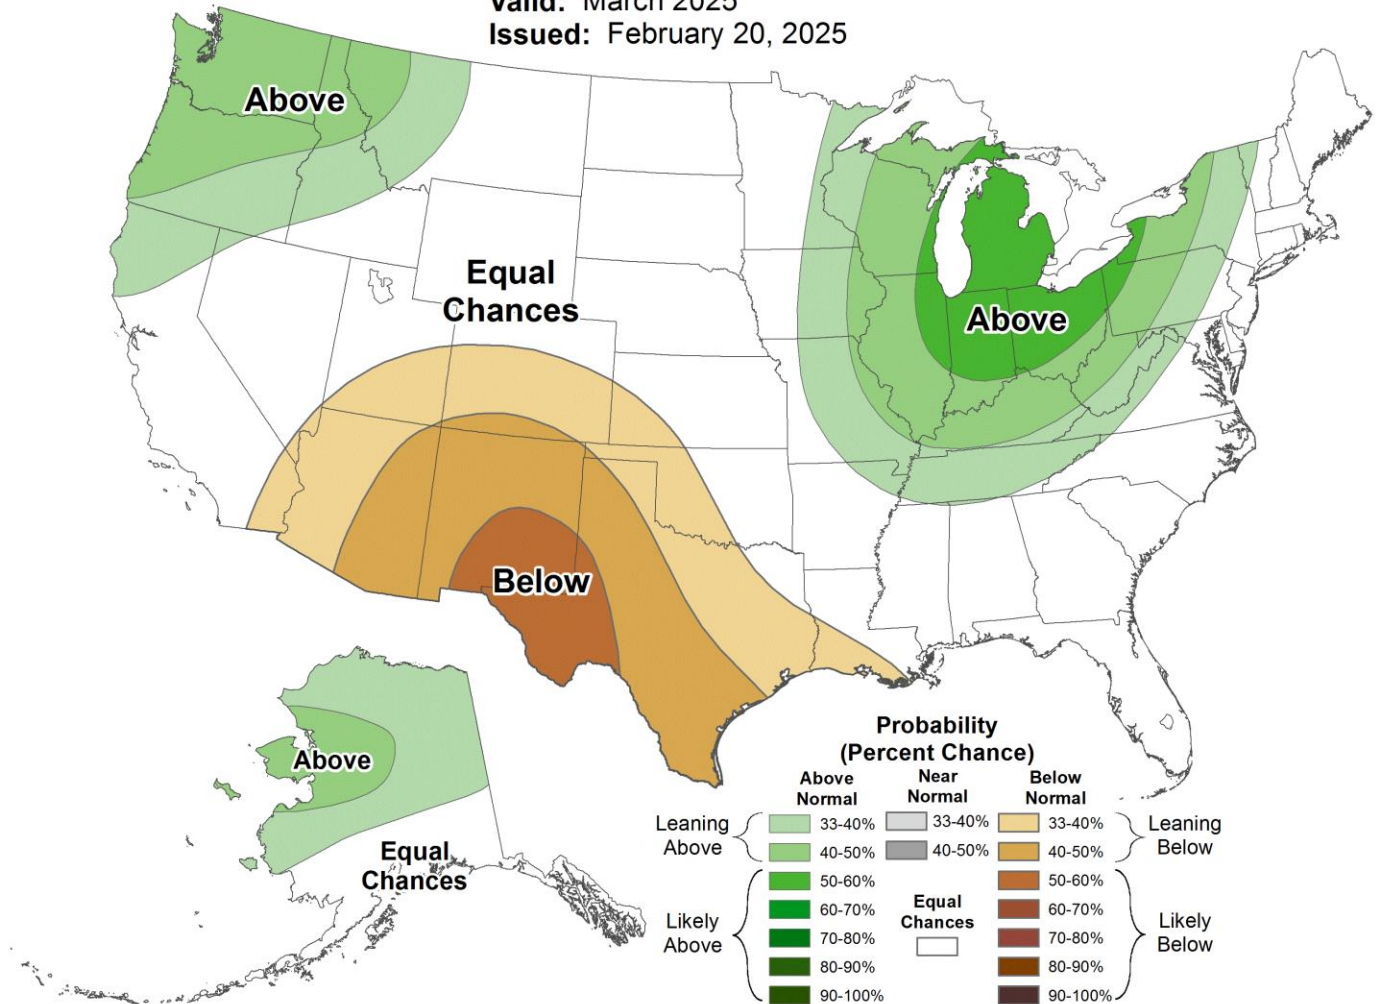 Valid: March 2025
Issued: February 20, 2025
Above
Equal
Chances
Above
Below
Above
Equal
Chances
Probability
(Percent Chance)
Above
Normal
Near
Normal
Below
Normal
Leaning
Above
33-40%
40-50%
33-40%
40-50%
33-40%
40-50%
Leaning
Below
Likely
Above
50-60%
60-70%
70-80%
80-90%
90-100%
Equal
Chances
50-60%
60-70%
70-80%
80-90%
90-100%
Likely
Below